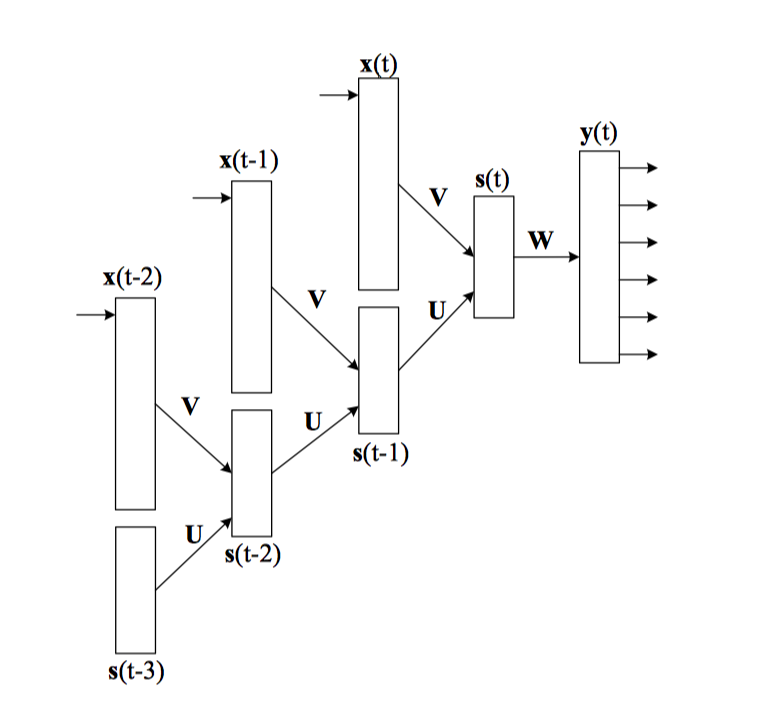 x(t)
y(t)
x(t-1)
s(t)
V
W
x(t-2)
V
U
V
U
s(t-1)
U
s(t-2)
s(t-3)